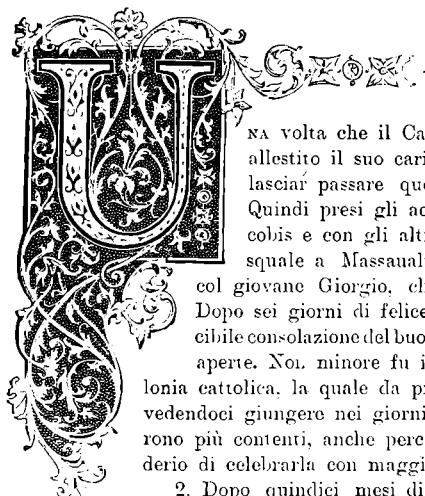 UNA volta che il Ca
allestito il suo cari
lasciar passare que
Quindi presi gli ac
cobis e con gli alt
squale a Massaua
col giovane Giorgio, ch
Dopo sei giorni di felice
cibile consolazione del buo
aperte. Non minore fu i
lonia cattolica, la quale da p
vedendoci giungere nei giorni
rono più contenti, anche perc
derio di celebrarla con maggi
2. Dopo quindici mesi di